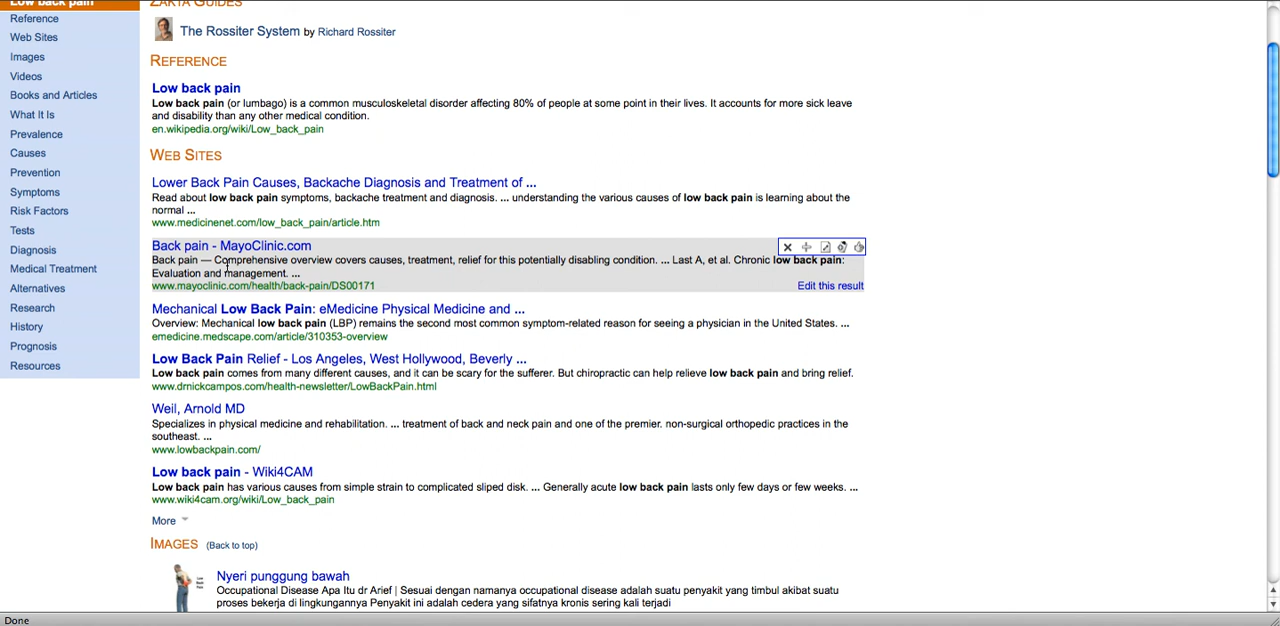 Low back pain
Reference
Web Sites
Images
Videos
Books and Articles
What It Is
Prevalence
Causes
Prevention
Symptoms
Risk Factors
Tests
Diagnosis
Medical Treatment
Alternatives
Research
History
Prognosis
Resources
ZAKTA GUIDES
The Rossiter System by Richard Rossiter
REFERENCE
Low back pain
Low back pain (or lumbago) is a common musculoskeletal disorder affecting 80% of people at some point in their lives. It accounts for more sick leave
and disability than any other medical condition.
en.wikipedia.org/wiki/Low_back_pain
WEB SITES
Lower Back Pain Causes, Backache Diagnosis and Treatment of ...
Read about low back pain symptoms, backache treatment and diagnosis. ... understanding the various causes of low back pain is learning about the
normal ...
www.medicinenet.com/low_back_pain/article.htm
Back pain - MayoClinic.com
Back pain — Comprehensive overview covers causes, treatment, relief for this potentially disabling condition. ... Last A, et al. Chronic low back pain:
Evaluation and management. ...
www.mayoclinic.com/health/back-pain/DS00171 Edit this result
Mechanical Low Back Pain: eMedicine Physical Medicine and ...
Overview: Mechanical low back pain (LBP) remains the second most common symptom-related reason for seeing a physician in the United States. ...
emedicine.medscape.com/article/310353-overview
Low Back Pain Relief - Los Angeles, West Hollywood, Beverly ...
Low back pain comes from many different causes, and it can be scary for the sufferer. But chiropractic can help relieve low back pain and bring relief.
www.drnickcampos.com/health-newsletter/LowBackPain.html
Weil, Arnold MD
Specializes in physical medicine and rehabilitation. ... treatment of back and neck pain and one of the premier. non-surgical orthopedic practices in the
southeast. ...
www.lowbackpain.com/
Low back pain - Wiki4CAM
Low back pain has various causes from simple strain to complicated sliped disk. ... Generally acute low back pain lasts only few days or few weeks. ...
www.wiki4cam.org/wiki/Low_back_pain
More
IMAGES (Back to top)
Nyeri punggung bawah
Occupational Disease Apa Itu dr Arief | Sesuai dengan namanya occupational disease adalah suatu penyakit yang timbul akibat suatu
proses bekerja di lingkungannya Penyakit ini adalah cedera yang sifatnya kronis sering kali terjadi
Done